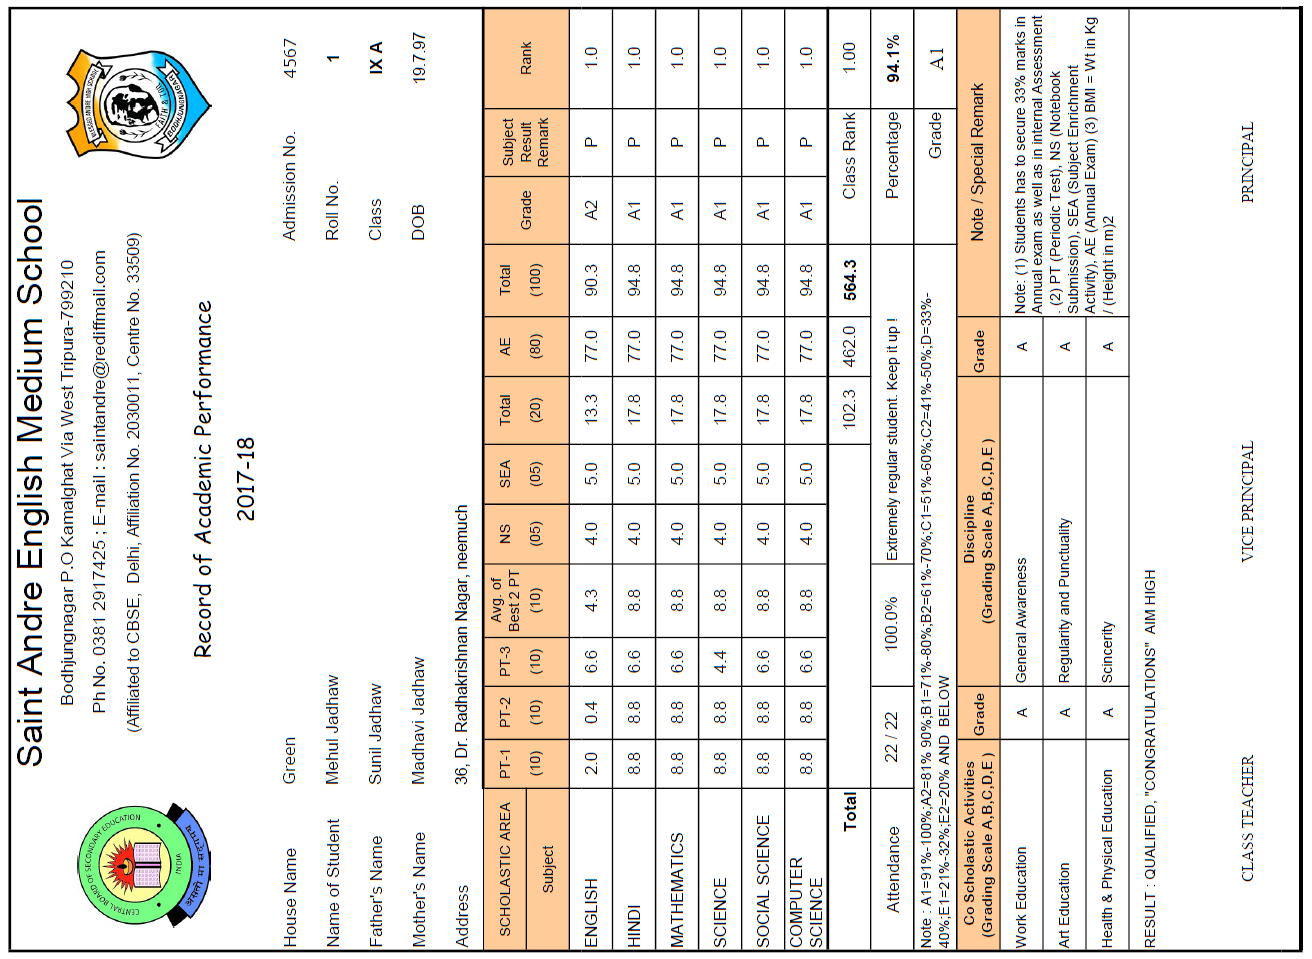 Saint Andre English Medium School
Bodhjungnagar P.O Kamalghat Via West Tripura-799210
Ph No. 0381 2917425 ; E-mail : saintandre@rediffmail.com
(Affiliated to CBSE, Delhi, Affiliation No. 2030011, Centre No. 33509)
CENTRAL BOARD OF SECONDARY EDUCATION
INDIA
BLESSED ANDRE HIGH SCHOOL
FAITH & TOIL
BODHJUNGNAGAR
Record of Academic Performance
2017-18
House Name Green Admission No. 4567
Name of Student Mehul Jadhaw Roll No. 1
Father's Name Sunil Jadhaw Class IX A
Mother's Name Madhavi Jadhaw DOB 19.7.97
Address 36, Dr. Radhakrishnan Nagar, neemuch
SCHOLASTIC AREA PT-1 PT-2 PT-3 Avg. of Best 2 PT NS SEA Total AE Total Grade Subject Result Remark Rank
Subject (10) (10) (10) (10) (05) (05) (20) (80) (100)
ENGLISH 2.0 0.4 6.6 4.3 4.0 5.0 13.3 77.0 90.3 A2 P 1.0
HINDI 8.8 8.8 6.6 8.8 4.0 5.0 17.8 77.0 94.8 A1 P 1.0
MATHEMATICS 8.8 8.8 6.6 8.8 4.0 5.0 17.8 77.0 94.8 A1 P 1.0
SCIENCE 8.8 8.8 4.4 8.8 4.0 5.0 17.8 77.0 94.8 A1 P 1.0
SOCIAL SCIENCE 8.8 8.8 6.6 8.8 4.0 5.0 17.8 77.0 94.8 A1 P 1.0
COMPUTER SCIENCE 8.8 8.8 6.6 8.8 4.0 5.0 17.8 77.0 94.8 A1 P 1.0
Total 102.3 462.0 564.3 Class Rank 1.00
Attendance 22 / 22 100.0% Extremely regular student. Keep it up ! Percentage 94.1%
Note : A1=91%-100%;A2=81% 90%;B1=71%-80%;B2=61%-70%;C1=51%-60%;C2=41%-50%;D=33%-
40%;E1=21%-32%;E2=20% AND BELOW
Grade A1
Co Scholastic Activities (Grading Scale A,B,C,D,E ) Grade Discipline (Grading Scale A,B,C,D,E ) Grade Note / Special Remark
Work Education A General Awareness A
Art Education A Regularity and Punctuality A
Health & Physical Education A Scincerity A
Note: (1) Students has to secure 33% marks in
Annual exam as well as in internal Assessment
. (2) PT (Periodic Test), NS (Notebook
Submission), SEA (Subject Enrichment
Activity), AE (Annual Exam) (3) BMI = Wt in Kg
/ (Height in m)2
RESULT : QUALIFIED, "CONGRATULATIONS" AIM HIGH
CLASS TEACHER VICE PRINCIPAL PRINCIPAL